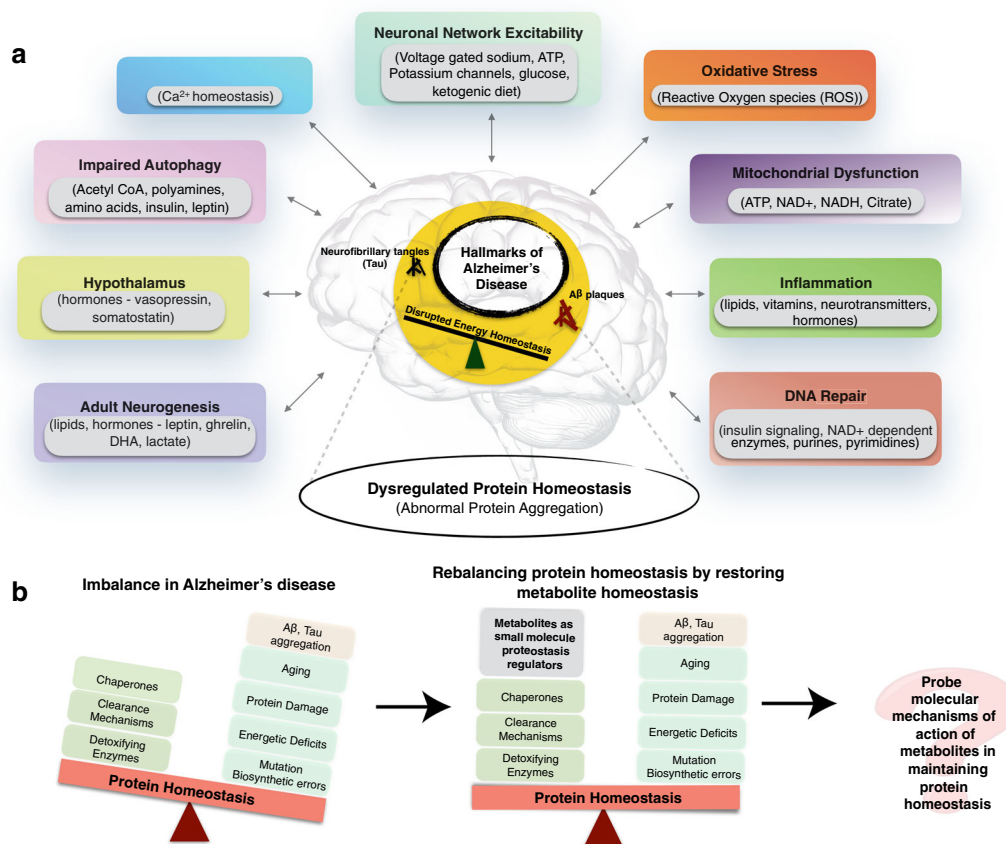 a
Neuronal Network Excitability
(Voltage gated sodium, ATP,
Potassium channels, glucose,
ketogenic diet)
(Ca²⁺ homeostasis)
Oxidative Stress
(Reactive Oxygen species (ROS))
Impaired Autophagy
(Acetyl CoA, polyamines,
amino acids, insulin, leptin)
Mitochondrial Dysfunction
(ATP, NAD+, NADH, Citrate)
Neurofibrillary tangles
(Tau)
Hallmarks of
Alzheimer's
Disease
Aβ plaques
Disrupted Energy Homeostasis
Hypothalamus
(hormones - vasopressin,
somatostatin)
Inflammation
(lipids, vitamins, neurotransmitters,
hormones)
Adult Neurogenesis
(lipids, hormones - leptin, ghrelin,
DHA, lactate)
DNA Repair
(insulin signaling, NAD+ dependent
enzymes, purines, pyrimidines)
Dysregulated Protein Homeostasis
(Abnormal Protein Aggregation)
b
Imbalance in Alzheimer's disease
Chaperones
Clearance
Mechanisms
Detoxifying
Enzymes
Aβ, Tau
aggregation
Aging
Protein Damage
Energetic Deficits
Mutation
Biosynthetic errors
Protein Homeostasis
Rebalancing protein homeostasis by restoring
metabolite homeostasis
Metabolites as
small molecule
proteostasis
regulators
Chaperones
Clearance
Mechanisms
Detoxifying
Enzymes
Aβ, Tau
aggregation
Aging
Protein Damage
Energetic Deficits
Mutation
Biosynthetic errors
Protein Homeostasis
Probe
molecular
mechanisms of
action of
metabolites in
maintaining
protein
homeostasis